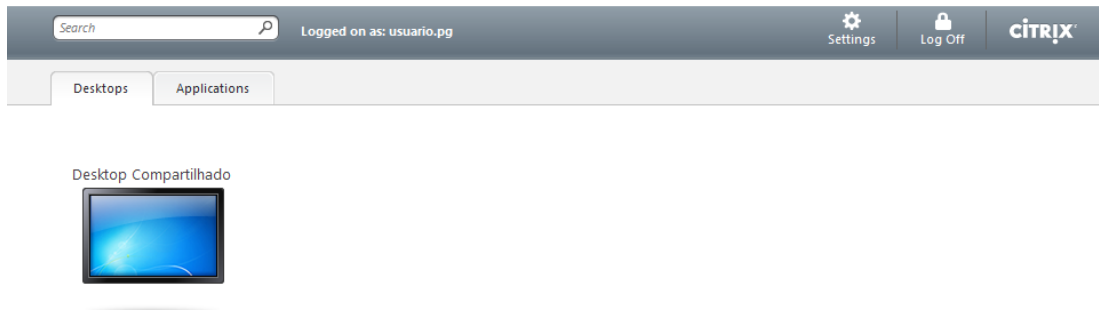 Search
Logged on as: usuario.pg
Settings
Log Off
CITRIX
Desktops
Applications
Desktop Compartilhado